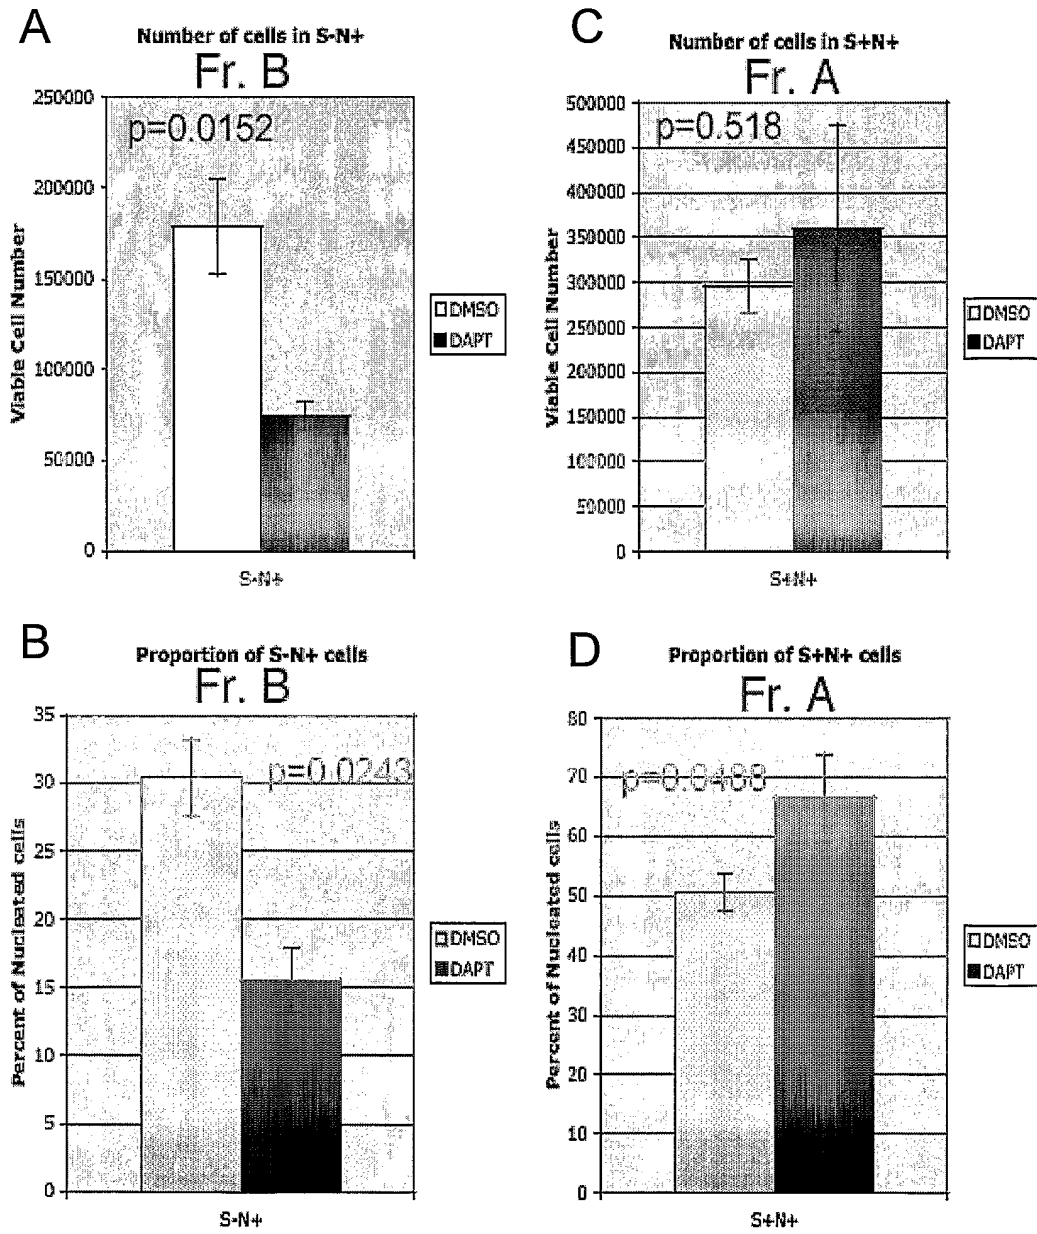 A
Number of cells in S-N+
Fr. B
p=0.0152
250000
200000
150000
100000
50000
0
Viable Cell Number
S-N+
DMSO
DAPT
C
Number of cells in S+N+
Fr. A
p=0.518
500000
450000
400000
350000
300000
250000
200000
150000
100000
50000
0
Viable Cell Number
S+N+
DMSO
DAPT
B
Proportion of S-N+ cells
Fr. B
p=0.0243
35
30
25
20
15
10
5
0
Percent of Nucleated cells
S-N+
DMSO
DAPT
D
Proportion of S+N+ cells
Fr. A
80
70
60
50
40
30
20
10
0
Percent of Nucleated cells
S+N+
DMSO
DAPT